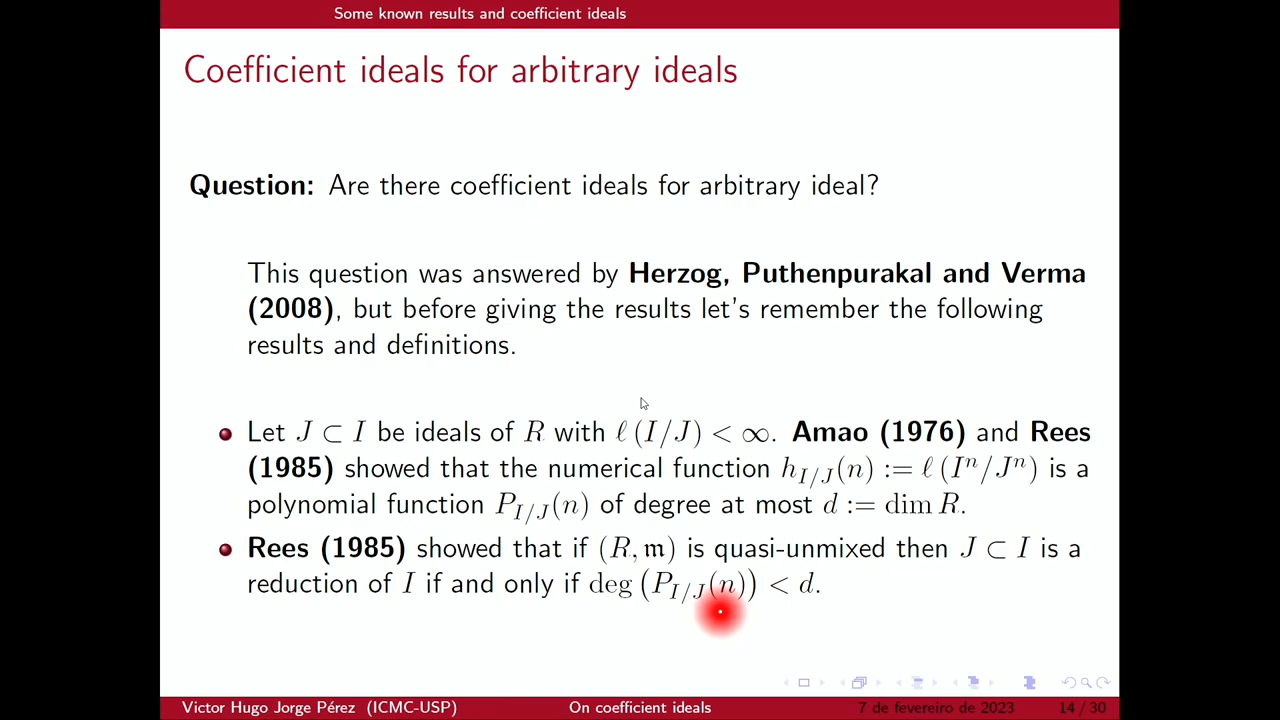 Some known results and coefficient ideals
Coefficient ideals for arbitrary ideals
Question: Are there coefficient ideals for arbitrary ideal?
This question was answered by Herzog, Puthenpurakal and Verma
(2008), but before giving the results let's remember the following
results and definitions.
Let J ⊂ I be ideals of R with ℓ (I/J) < ∞. Amao (1976) and Rees
(1985) showed that the numerical function h_{I/J}(n) := ℓ (I^n/J^n) is a
polynomial function P_{I/J}(n) of degree at most d := dim R.
Rees (1985) showed that if (R, 𝔪) is quasi-unmixed then J ⊂ I is a
reduction of I if and only if deg (P_{I/J}(n)) < d.
Victor Hugo Jorge Pérez (ICMC-USP) On coefficient ideals 7 de fevereiro de 2023 14 / 30